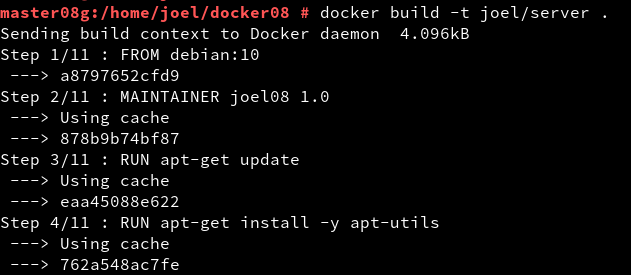 master08g:/home/joel/docker08 # docker build -t joel/server .
Sending build context to Docker daemon  4.096kB
Step 1/11 : FROM debian:10
 ---> a8797652cfd9
Step 2/11 : MAINTAINER joel08 1.0
 ---> Using cache
 ---> 878b9b74bf87
Step 3/11 : RUN apt-get update
 ---> Using cache
 ---> eaa45088e622
Step 4/11 : RUN apt-get install -y apt-utils
 ---> Using cache
 ---> 762a548ac7fe